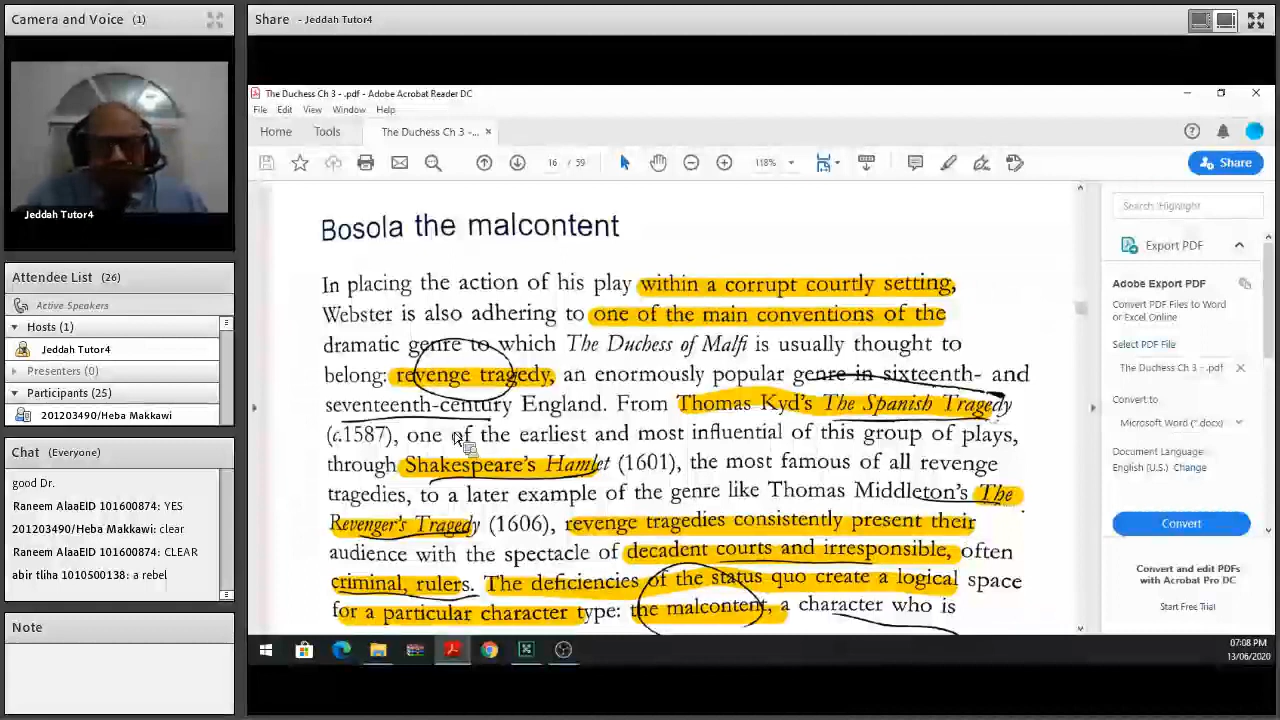 Camera and Voice (1)
Jeddah Tutor4
Attendee List (26)
Active Speakers
Hosts (1)
Jeddah Tutor4
Presenters (0)
Participants (25)
201203490/Heba Makkawi
Chat (Everyone)
good Dr.
Raneem AlaaEID 101600874: YES
201203490/Heba Makkawi: clear
Raneem AlaaEID 101600874: CLEAR
abir tliha 1010500138: a rebel
Note
Share - Jeddah Tutor4
The Duchess Ch 3 - .pdf - Adobe Acrobat Reader DC
File Edit View Window Help
Home Tools The Duchess Ch 3 -... ×
16 / 59 118% Share
Bosola the malcontent
In placing the action of his play within a corrupt courtly setting,
Webster is also adhering to one of the main conventions of the
dramatic genre to which The Duchess of Malfi is usually thought to
belong: revenge tragedy, an enormously popular genre in sixteenth- and
seventeenth-century England. From Thomas Kyd's The Spanish Tragedy
(c.1587), one of the earliest and most influential of this group of plays,
through Shakespeare's Hamlet (1601), the most famous of all revenge
tragedies, to a later example of the genre like Thomas Middleton's The
Revenger's Tragedy (1606), revenge tragedies consistently present their
audience with the spectacle of decadent courts and irresponsible, often
criminal, rulers. The deficiencies of the status quo create a logical space
for a particular character type: the malcontent, a character who is
Export PDF
Adobe Export PDF
Convert PDF Files to Word
or Excel Online
Select PDF File
The Duchess Ch 3 - .pdf
Convert to
Microsoft Word (*.docx)
Document Language:
English (U.S.) Change
Convert
Convert and edit PDFs
with Acrobat Pro DC
Start Free Trial
07:08 PM
13/06/2020